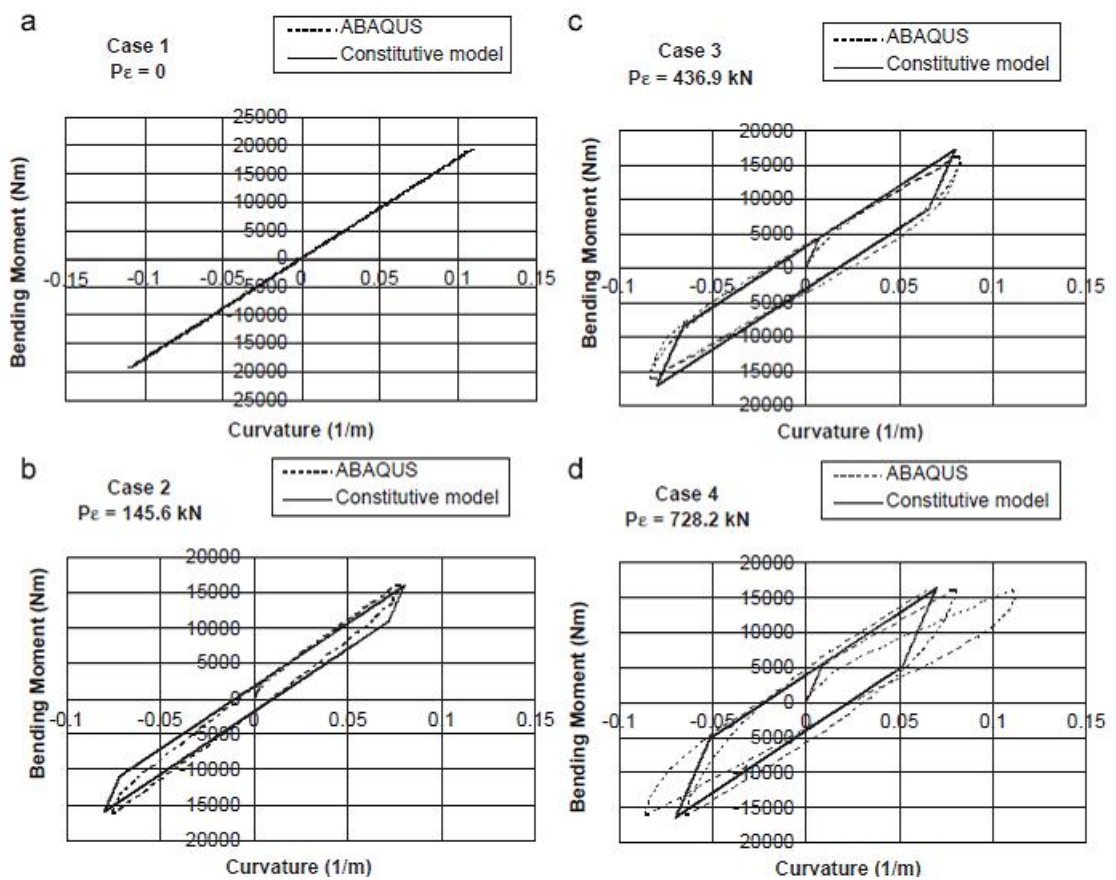 a
Case 1
Pε = 0
ABAQUS
Constitutive model
Bending Moment (Nm)
25000
20000
15000
10000
5000
0
-0.15 -0.1 -0.05 0 0.05 0.1 0.15
5000
10000
15000
20000
25000
Curvature (1/m)
b
Case 2
Pε = 145.6 kN
ABAQUS
Constitutive model
Bending Moment (Nm)
20000
15000
10000
5000
0
-0.1 -0.05 0 0.05 0.1 0.15
-5000
-10000
15000
20000
Curvature (1/m)
c
Case 3
Pε = 436.9 kN
ABAQUS
Constitutive model
Bending Moment (Nm)
20000
15000
10000
5000
0
-0.1 -0.05 0 0.05 0.1 0.15
5000
10000
15000
20000
Curvature (1/m)
d
Case 4
Pε = 728.2 kN
ABAQUS
Constitutive model
Bending Moment (Nm)
20000
15000
10000
5000
0
-0.1 -0.05 0 0.05 0.1 0.15
5000
10000
15000
20000
Curvature (1/m)